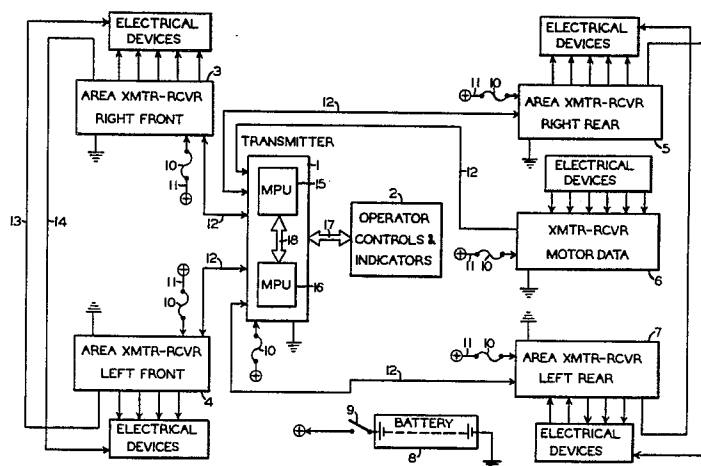 ELECTRICAL
DEVICES
3
AREA XMTR-RCVR
RIGHT FRONT
13
14
10
11
12
TRANSMITTER
1
MPU
15
18
MPU
16
10
17
2
OPERATOR
CONTROLS &
INDICATORS
12
11
10
AREA XMTR-RCVR
LEFT FRONT
4
ELECTRICAL
DEVICES
12
12
ELECTRICAL
DEVICES
11
10
AREA XMTR-RCVR
RIGHT REAR
5
12
ELECTRICAL
DEVICES
XMTR-RCVR
MOTOR DATA
11
10
6
7
11
10
AREA XMTR-RCVR
LEFT REAR
ELECTRICAL
DEVICES
9
BATTERY
8